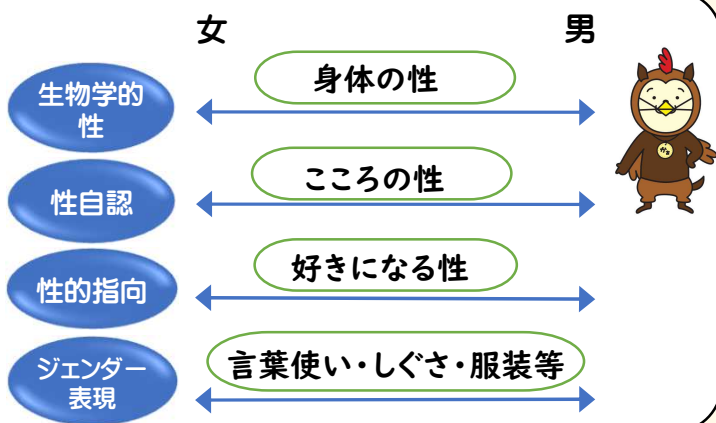 女 男
生物学的
性
身体の性
性自認
こころの性
性的指向
好きになる性
ジェンダー
表現
言葉使い・しぐさ・服装等